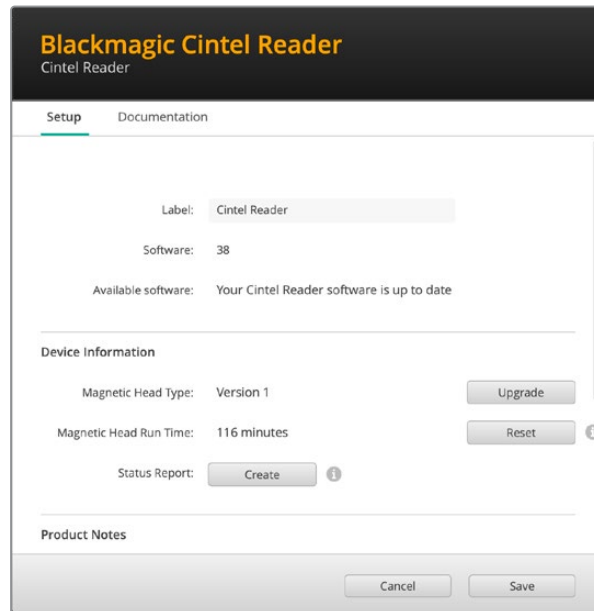 Blackmagic Cintel Reader
Cintel Reader
Setup Documentation
Label: Cintel Reader
Software: 38
Available software: Your Cintel Reader software is up to date
Device Information
Magnetic Head Type: Version 1 Upgrade
Magnetic Head Run Time: 116 minutes Reset
Status Report: Create
Product Notes
Cancel Save